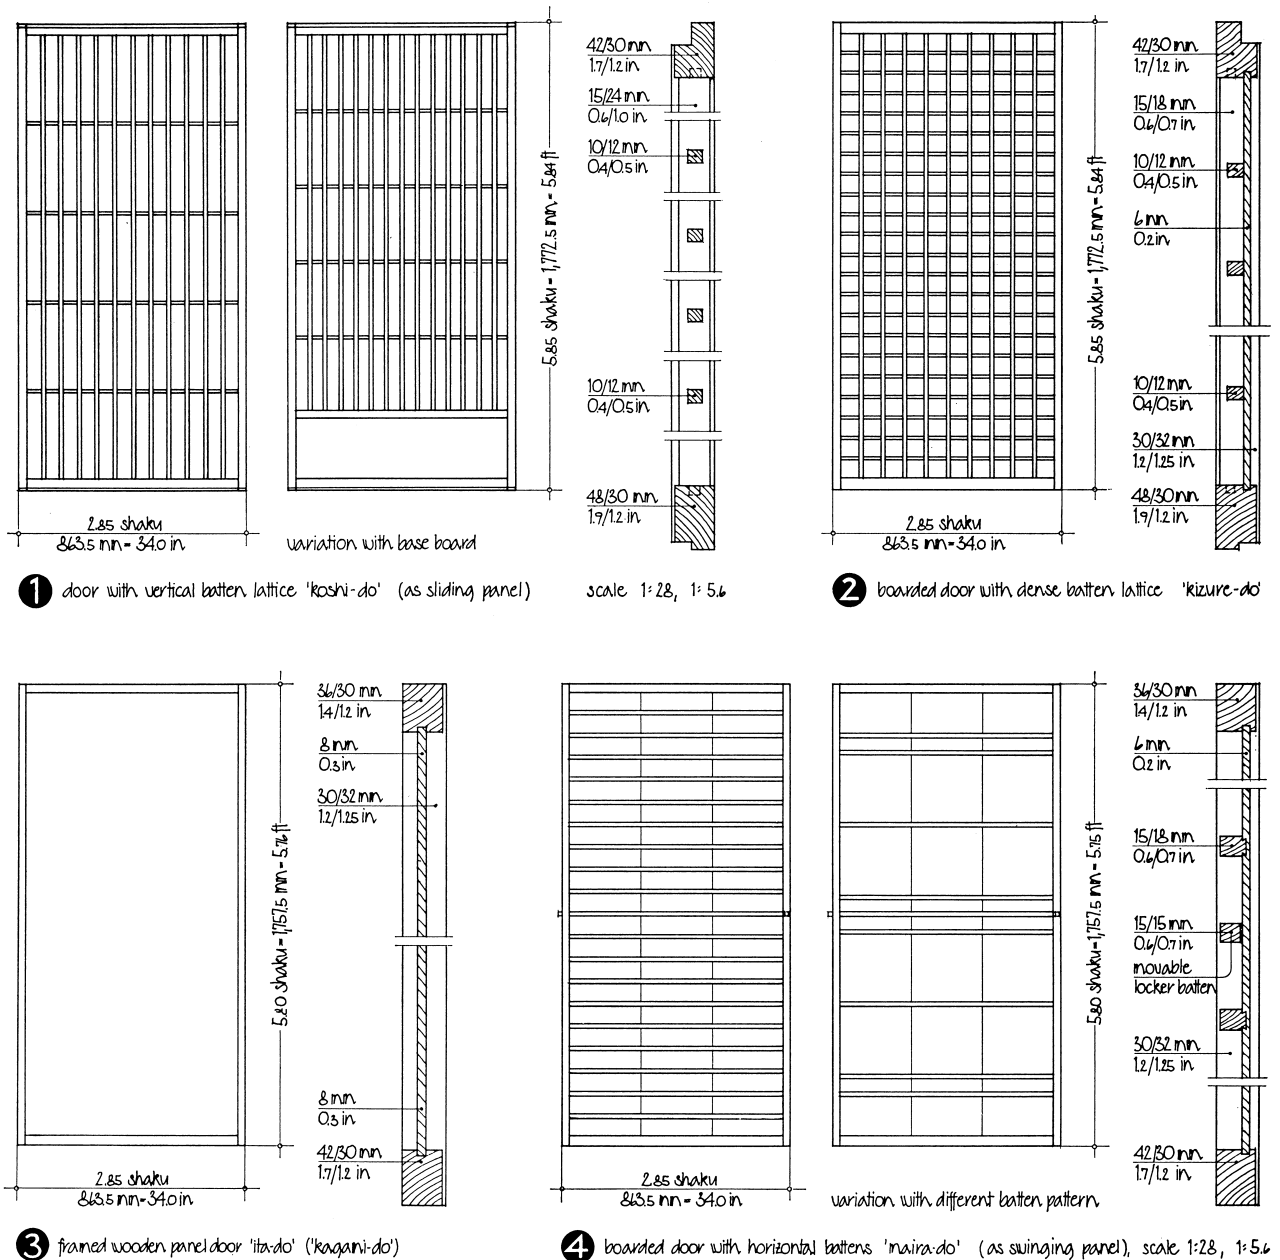 42/30 mm
1.7/1.2 in
15/24 mm
0.6/1.0 in
10/12 mm
0.4/0.5 in
10/12 mm
0.4/0.5 in
48/30 mm
1.9/1.2 in
5.85 shaku = 1,772.5 mm = 5.84 ft
2.85 shaku
863.5 mm = 34.0 in
variation with base board
1 door with vertical batten lattice 'koshi-do' (as sliding panel) scale 1:28, 1:5.6
42/30 mm
1.7/1.2 in
15/18 mm
0.6/0.7 in
10/12 mm
0.4/0.5 in
6 mm
0.2 in
10/12 mm
0.4/0.5 in
30/32 mm
1.2/1.25 in
48/30 mm
1.9/1.2 in
5.85 shaku = 1,772.5 mm = 5.84 ft
2.85 shaku
863.5 mm = 34.0 in
2 boarded door with dense batten lattice 'kizure-do'
36/30 mm
1.4/1.2 in
8 mm
0.3 in
30/32 mm
1.2/1.25 in
8 mm
0.3 in
42/30 mm
1.7/1.2 in
5.80 shaku = 1,757.5 mm = 5.76 ft
2.85 shaku
863.5 mm = 34.0 in
3 framed wooden panel door 'ita-do' ('kagami-do')
36/30 mm
1.4/1.2 in
6 mm
0.2 in
15/18 mm
0.6/0.7 in
15/15 mm
0.6/0.7 in
movable
locker batten
30/32 mm
1.2/1.25 in
42/30 mm
1.7/1.2 in
5.80 shaku = 1,757.5 mm = 5.75 ft
2.85 shaku
863.5 mm = 34.0 in
variation with different batten pattern
4 boarded door with horizontal battens 'maira-do' (as swinging panel), scale 1:28, 1:5.6